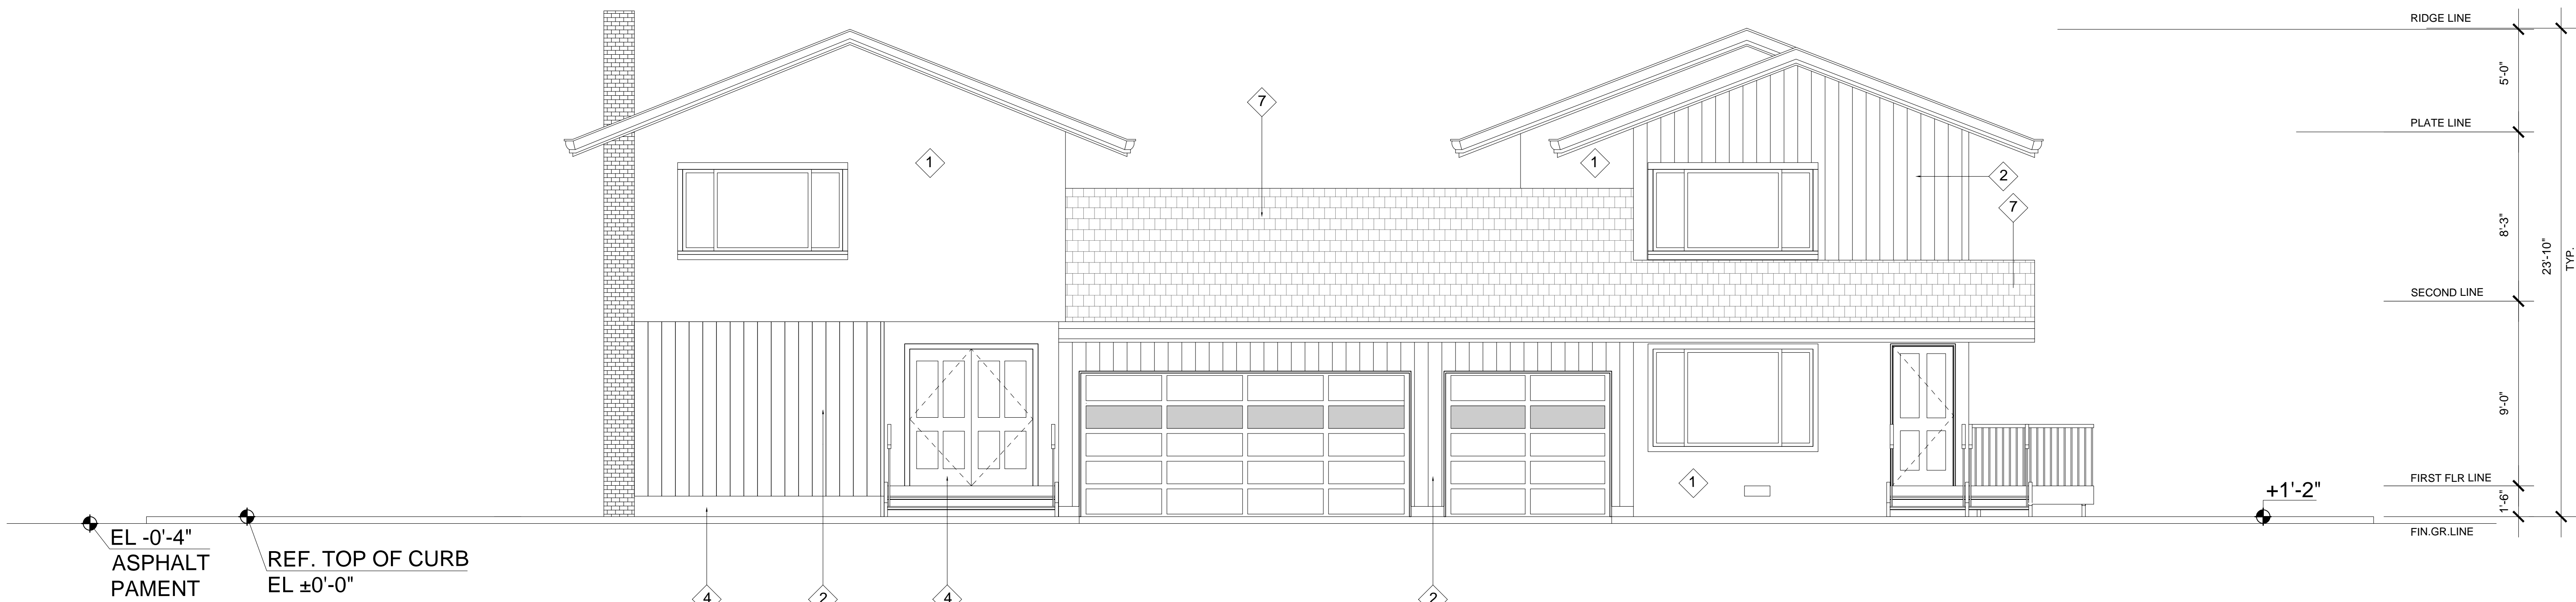 RIDGE LINE
7
5'-0"
PLATE LINE
1
1
2
7
8'-3"
23'-10"
TYP.
SECOND LINE
9'-0"
FIRST FLR LINE
1
+1'-2"
1'-6"
FIN.GR.LINE
EL -0'-4"
ASPHALT
PAMENT
REF. TOP OF CURB
EL ±0'-0"
4
2
4
2